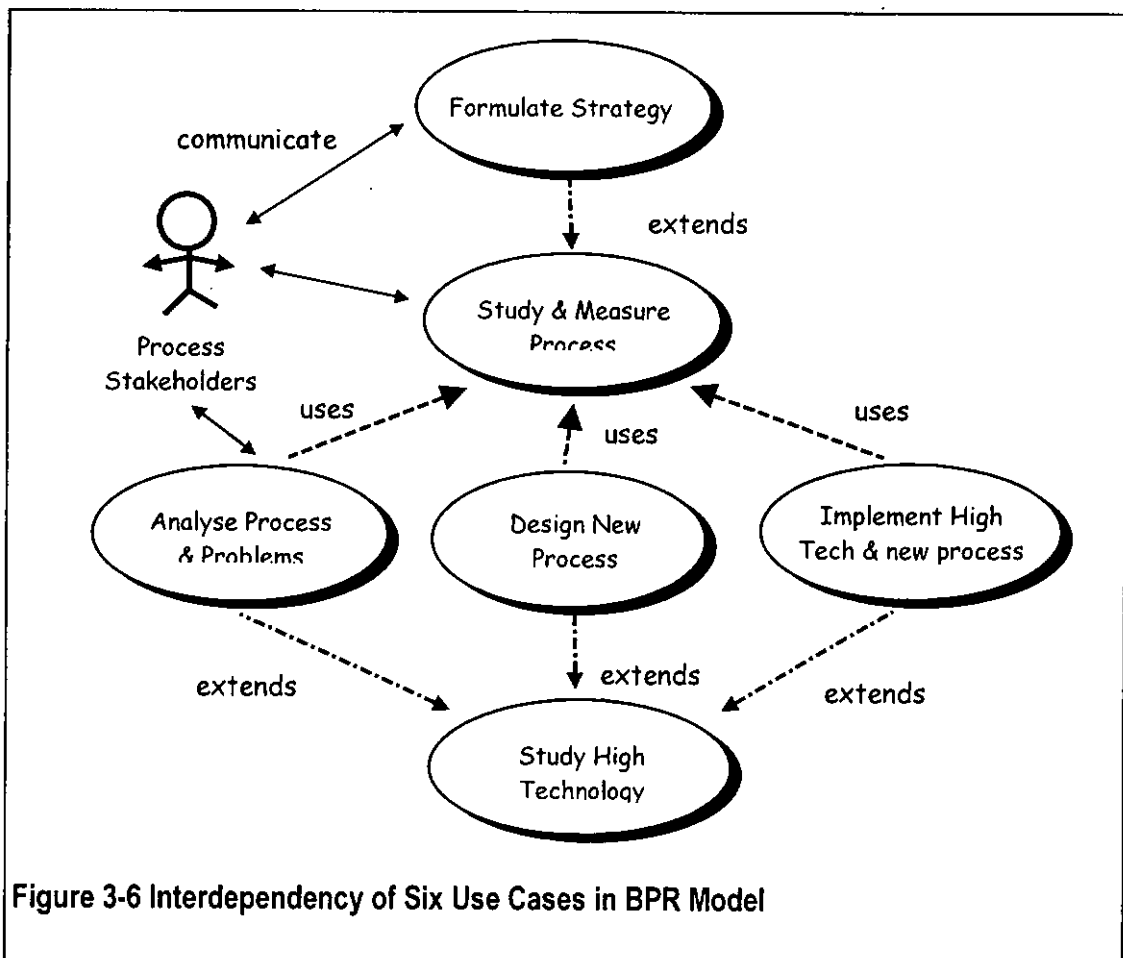 Formulate Strategy
communicate
extends
Study & Measure
Process
Process
Stakeholders
uses
uses
uses
Analyse Process
& Problems
Design New
Process
Implement High
Tech & new process
extends
extends
extends
Study High
Technology
Figure 3-6 Interdependency of Six Use Cases in BPR Model